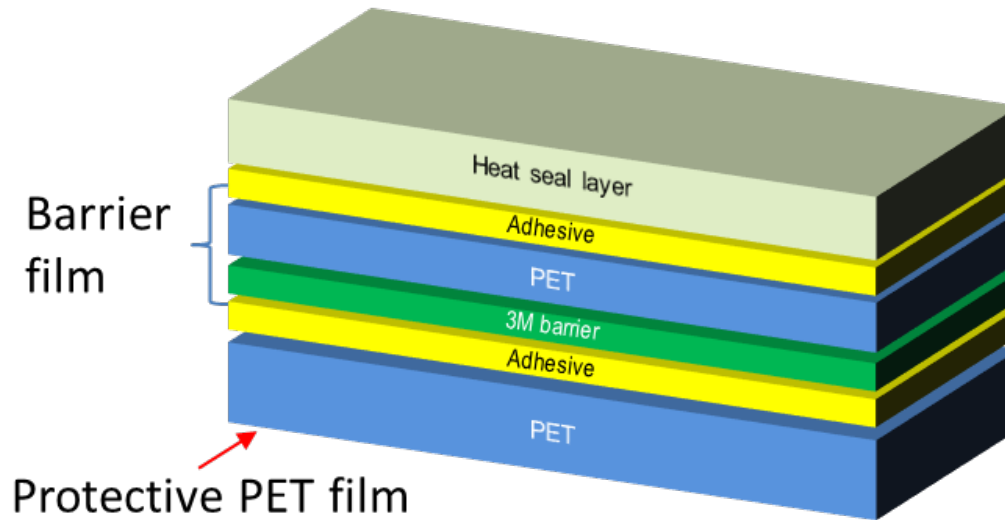 Heat seal layer
Barrier
film
Adhesive
PET
3M barrier
Adhesive
PET
Protective PET film